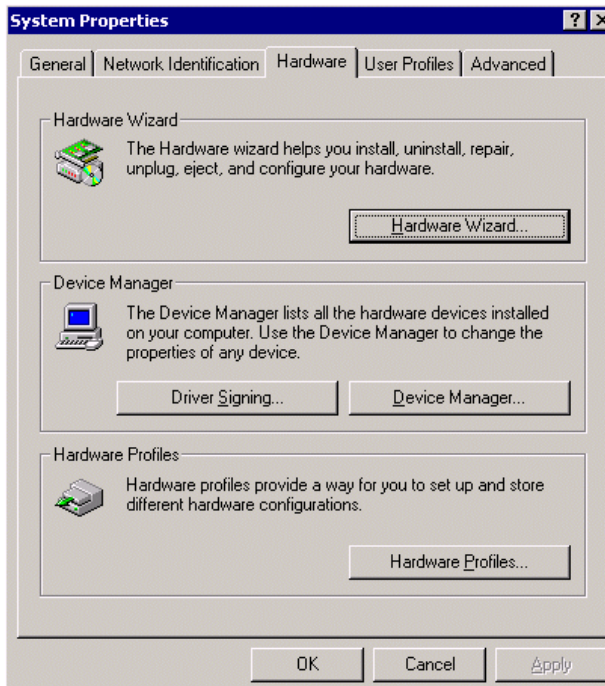 System Properties
General
Network Identification
Hardware
User Profiles
Advanced
Hardware Wizard
The Hardware wizard helps you install, uninstall, repair,
unplug, eject, and configure your hardware.
Hardware Wizard...
Device Manager
The Device Manager lists all the hardware devices installed
on your computer. Use the Device Manager to change the
properties of any device.
Driver Signing...
Device Manager...
Hardware Profiles
Hardware profiles provide a way for you to set up and store
different hardware configurations.
Hardware Profiles...
OK
Cancel
Apply